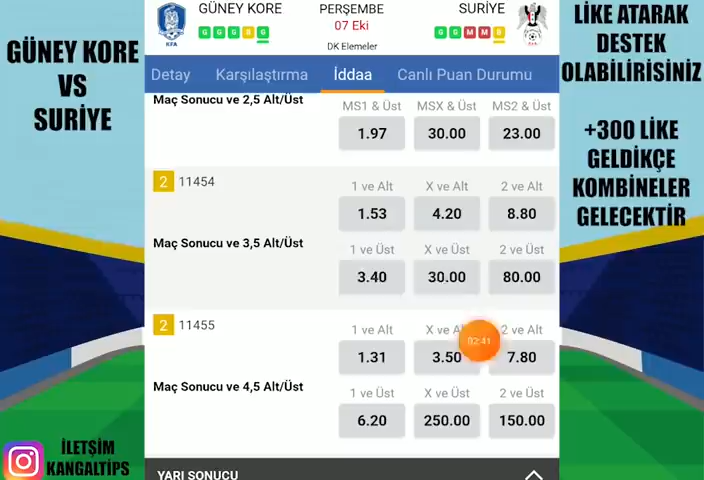 GÜNEY KORE
VS
SURİYE
GÜNEY KORE
G G G B G
KFA
PERŞEMBE
07 Eki
DK Elemeler
SURİYE
G G M M B
LİKE ATARAK
DESTEK
OLABİLİRİSİNİZ
+300 LİKE
GELDİKÇE
KOMBİNELER
GELECEKTİR
Detay Karşılaştırma İddaa Canlı Puan Durumu
Maç Sonucu ve 2,5 Alt/Üst
MS1 & Üst MSX & Üst MS2 & Üst
1.97 30.00 23.00
2 11454
1 ve Alt X ve Alt 2 ve Alt
1.53 4.20 8.80
Maç Sonucu ve 3,5 Alt/Üst
1 ve Üst X ve Üst 2 ve Üst
3.40 30.00 80.00
2 11455
1 ve Alt X ve A 2 ve Alt
02:41
1.31 3.50 7.80
Maç Sonucu ve 4,5 Alt/Üst
1 ve Üst X ve Üst 2 ve Üst
6.20 250.00 150.00
YARI SONUCU
İLETŞİM
KANGALTİPS